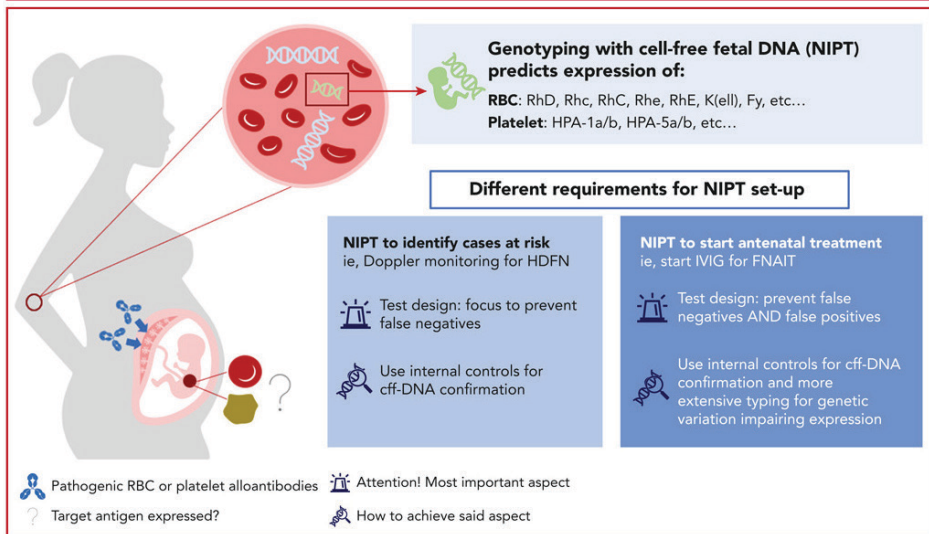 Genotyping with cell-free fetal DNA (NIPT)
predicts expression of:
RBC: RhD, Rhc, RhC, Rhe, RhE, K(ell), Fy, etc...
Platelet: HPA-1a/b, HPA-5a/b, etc...
Different requirements for NIPT set-up
NIPT to identify cases at risk
ie, Doppler monitoring for HDFN
Test design: focus to prevent
false negatives
Use internal controls for
cff-DNA confirmation
NIPT to start antenatal treatment
ie, start IVIG for FNAIT
Test design: prevent false
negatives AND false positives
Use internal controls for cff-DNA
confirmation and more
extensive typing for genetic
variation impairing expression
?
Pathogenic RBC or platelet alloantibodies
Attention! Most important aspect
? Target antigen expressed?
How to achieve said aspect